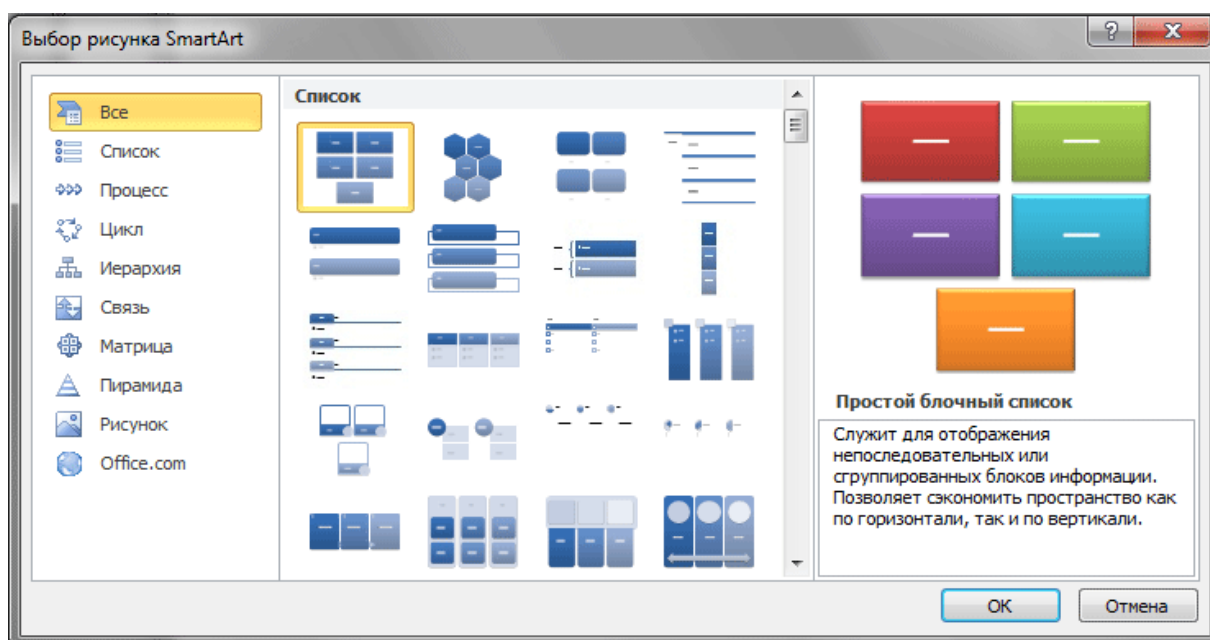 Выбор рисунка SmartArt
Все
Список
Процесс
Цикл
Иерархия
Связь
Матрица
Пирамида
Рисунок
Office.com
Список
Простой блочный список
Служит для отображения
непоследовательных или
сгруппированных блоков информации.
Позволяет сэкономить пространство как
по горизонтали, так и по вертикали.
ОК
Отмена